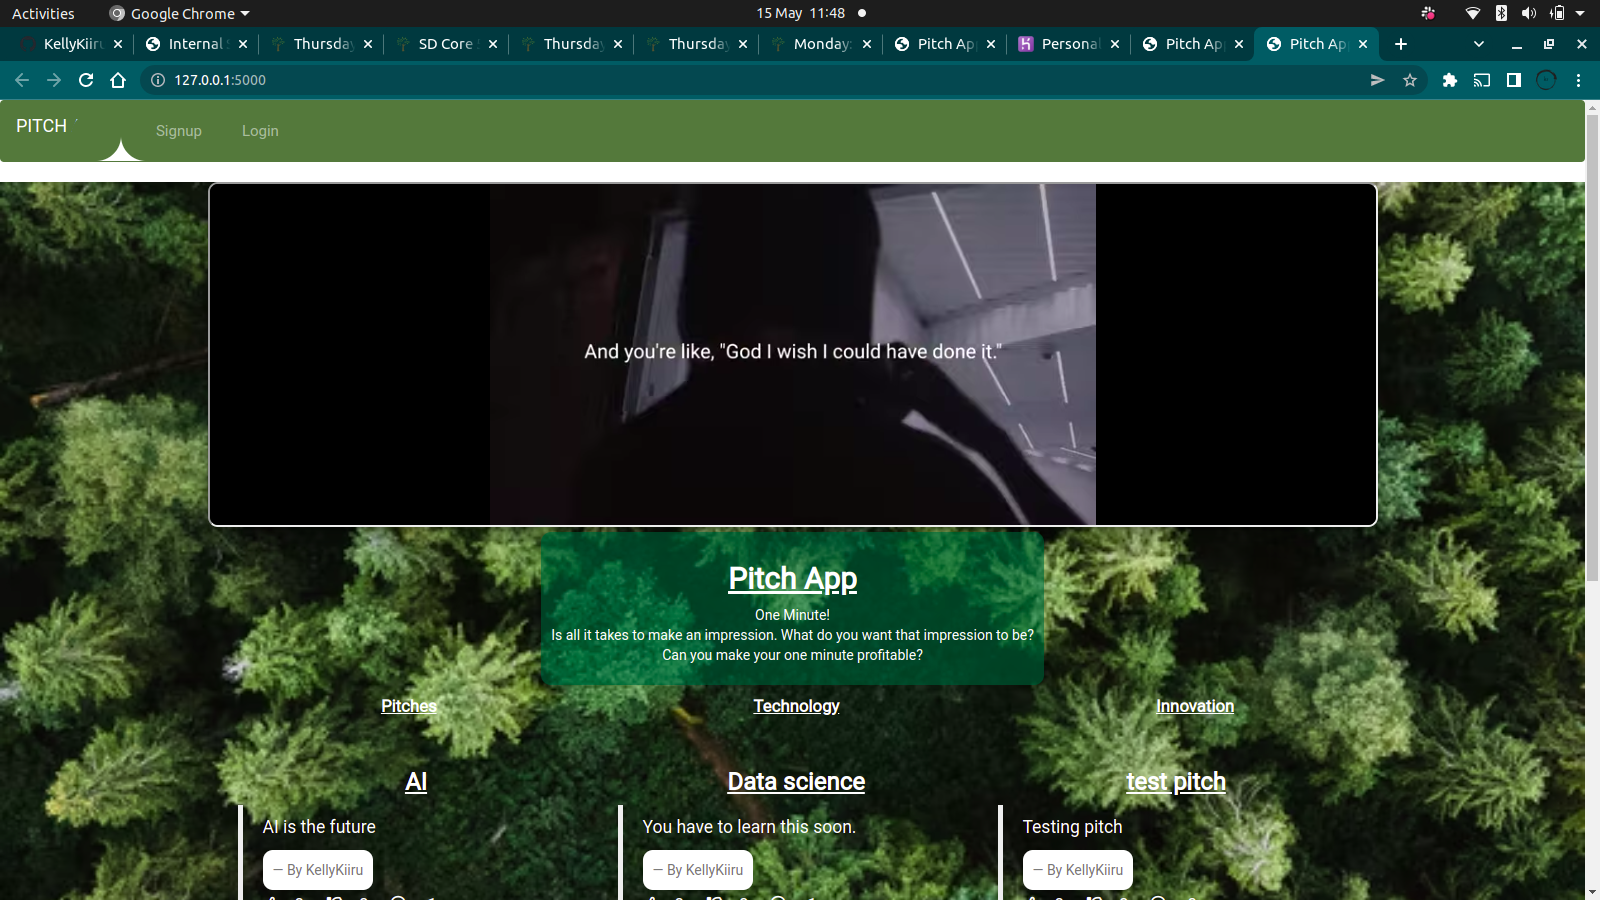 Activities
Google Chrome
15 May 11:48
KellyKiiru
Internal
Thursday
SD Core
Thursday
Thursday
Monday
Pitch Ap
Personal
Pitch Ap
Pitch Ap
127.0.0.1:5000
PITCH
Signup
Login
And you're like, "God I wish I could have done it."
Pitch App
One Minute!
Is all it takes to make an impression. What do you want that impression to be?
Can you make your one minute profitable?
Pitches
Technology
Innovation
AI
Data science
test pitch
AI is the future
You have to learn this soon.
Testing pitch
— By KellyKiiru
— By KellyKiiru
— By KellyKiiru